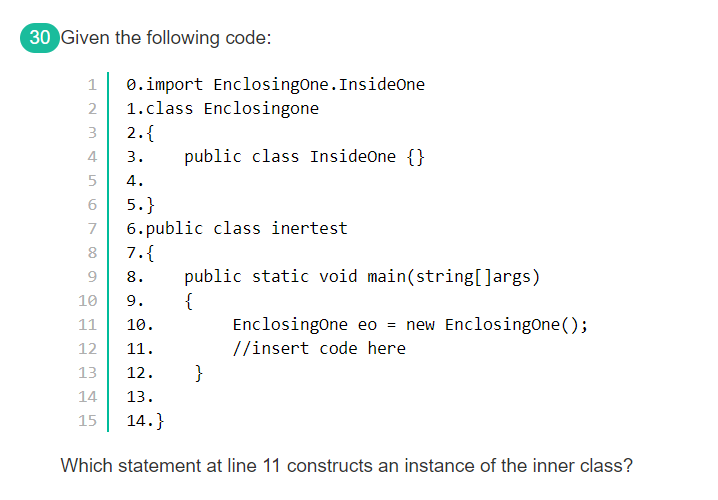 30 Given the following code:
1 0.import EnclosingOne.InsideOne
2 1.class Enclosingone
3 2.{
4 3.    public class InsideOne {}
5 4.
6 5.}
7 6.public class inertest
8 7.{
9 8.    public static void main(string[]args)
10 9.    {
11 10.        EnclosingOne eo = new EnclosingOne();
12 11.        //insert code here
13 12.     }
14 13.
15 14.}
Which statement at line 11 constructs an instance of the inner class?